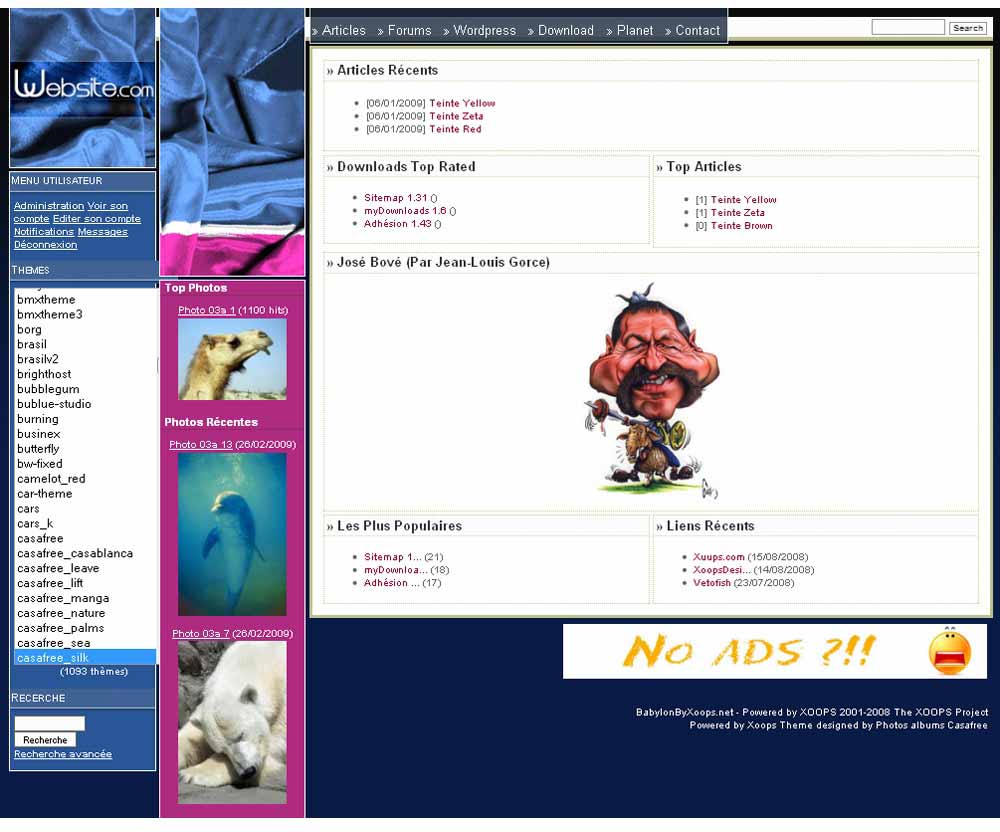 » Articles » Forums » Wordpress » Download » Planet » Contact
Search
Website.com
MENU UTILISATEUR
Administration Voir son
compte Editer son compte
Notifications Messages
Déconnexion
THEMES
bmxtheme
bmxtheme3
borg
brasil
brasilv2
brighthost
bubblegum
bublue-studio
burning
businex
butterfly
bw-fixed
camelot_red
car-theme
cars
cars_k
casafree
casafree_casablanca
casafree_leave
casafree_lift
casafree_manga
casafree_nature
casafree_palms
casafree_sea
casafree_silk
(1093 thèmes)
RECERCHE
Recherche
Recherche avancée
Top Photos
Photo 03a 1 (1100 hits)
Photos Récentes
Photo 03a 13 (26/02/2009)
Photo 03a 7 (26/02/2009)
» Articles Récents
[06/01/2009] Teinte Yellow
[06/01/2009] Teinte Zeta
[06/01/2009] Teinte Red
» Downloads Top Rated
Sitemap 1.31 ()
myDownloads 1.6 ()
Adhésion 1.43 ()
» Top Articles
[1] Teinte Yellow
[1] Teinte Zeta
[0] Teinte Brown
» José Bové (Par Jean-Louis Gorce)
» Les Plus Populaires
Sitemap 1... (21)
myDownloa... (18)
Adhésion ... (17)
» Liens Récents
Xuups.com (15/08/2008)
XoopsDesi... (14/08/2008)
Vetofish (23/07/2008)
NO ADS ?!!
BabylonByXoops.net - Powered by XOOPS 2001-2008 The XOOPS Project
Powered by Xoops Theme designed by Photos albums Casafree